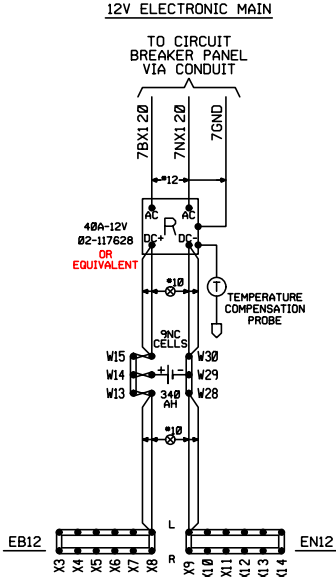 12V ELECTRONIC MAIN
TO CIRCUIT
BREAKER PANEL
VIA CONDUIT
7BX120
7NX120
7GND
*12
AC
AC
R
40A-12V
02-117628
OR
EQUIVALENT
DC+
DC-
*10
T
TEMPERATURE
COMPENSATION
PROBE
9NC
CELLS
W15
W30
W14
+
-
W29
W13
340
AH
W28
*10
L
EB12
EN12
R
X3
X4
X5
X6
X7
X8
X9
X10
X11
X12
X13
X14